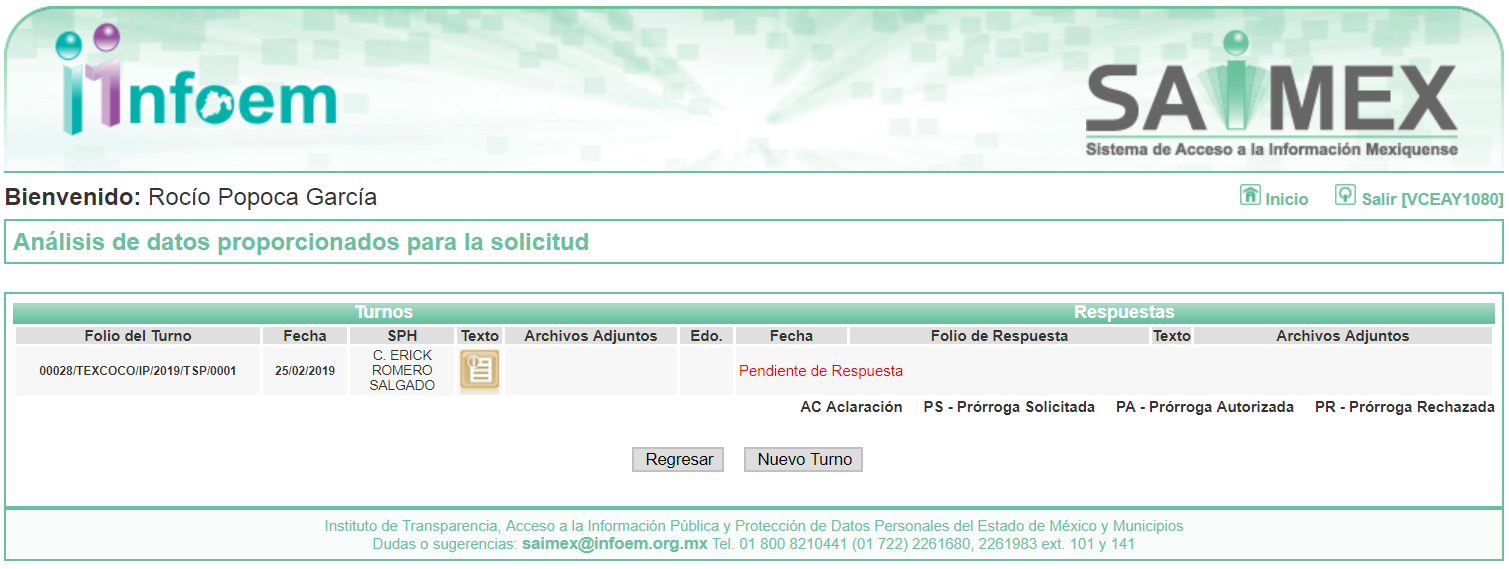 infoem
SAIMEX
Sistema de Acceso a la Información Mexiquense
Bienvenido: Rocío Popoca García
Inicio Salir [VCEAY1080]
Análisis de datos proporcionados para la solicitud
Turnos Respuestas
Folio del Turno Fecha SPH Texto Archivos Adjuntos Edo. Fecha Folio de Respuesta Texto Archivos Adjuntos
00028/TEXCOCO/IP/2019/TSP/0001 25/02/2019 C. ERICK ROMERO SALGADO Pendiente de Respuesta
AC Aclaración PS - Prórroga Solicitada PA - Prórroga Autorizada PR - Prórroga Rechazada
Regresar Nuevo Turno
Instituto de Transparencia, Acceso a la Información Pública y Protección de Datos Personales del Estado de México y Municipios
Dudas o sugerencias: saimex@infoem.org.mx Tel. 01 800 8210441 (01 722) 2261680, 2261983 ext. 101 y 141